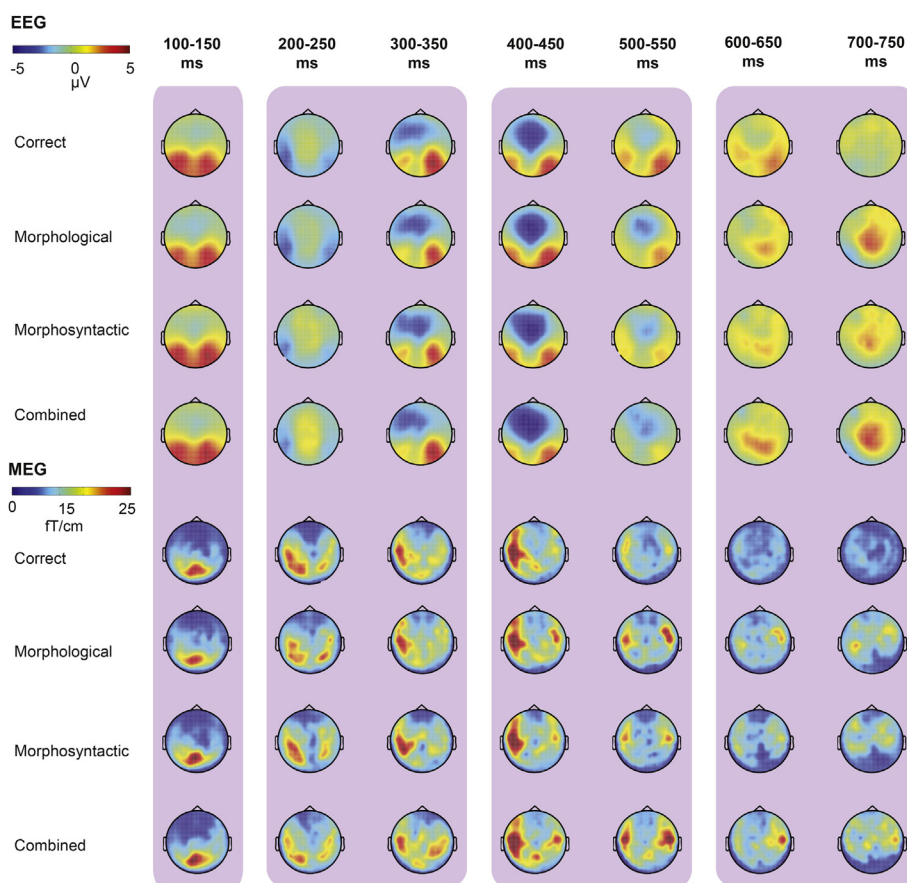 EEG
-5 0 5
µV
100-150 ms
200-250 ms
300-350 ms
400-450 ms
500-550 ms
600-650 ms
700-750 ms
Correct
Morphological
Morphosyntactic
Combined
MEG
0 15 25
fT/cm
Correct
Morphological
Morphosyntactic
Combined